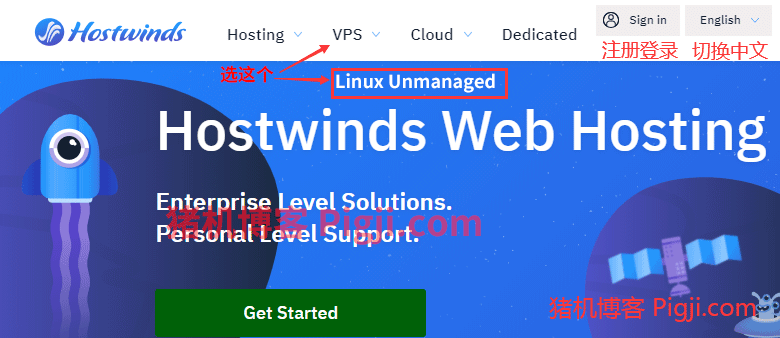 Hostwinds
Hosting
VPS
Cloud
Dedicated
Sign in
English
注册登录
切换中文
选这个
Linux Unmanaged
Hostwinds Web Hosting
Enterprise Level Solutions.
猪机博客 Pigji.com
Personal Level Support.
Get Started
猪机博客 Pigji.com